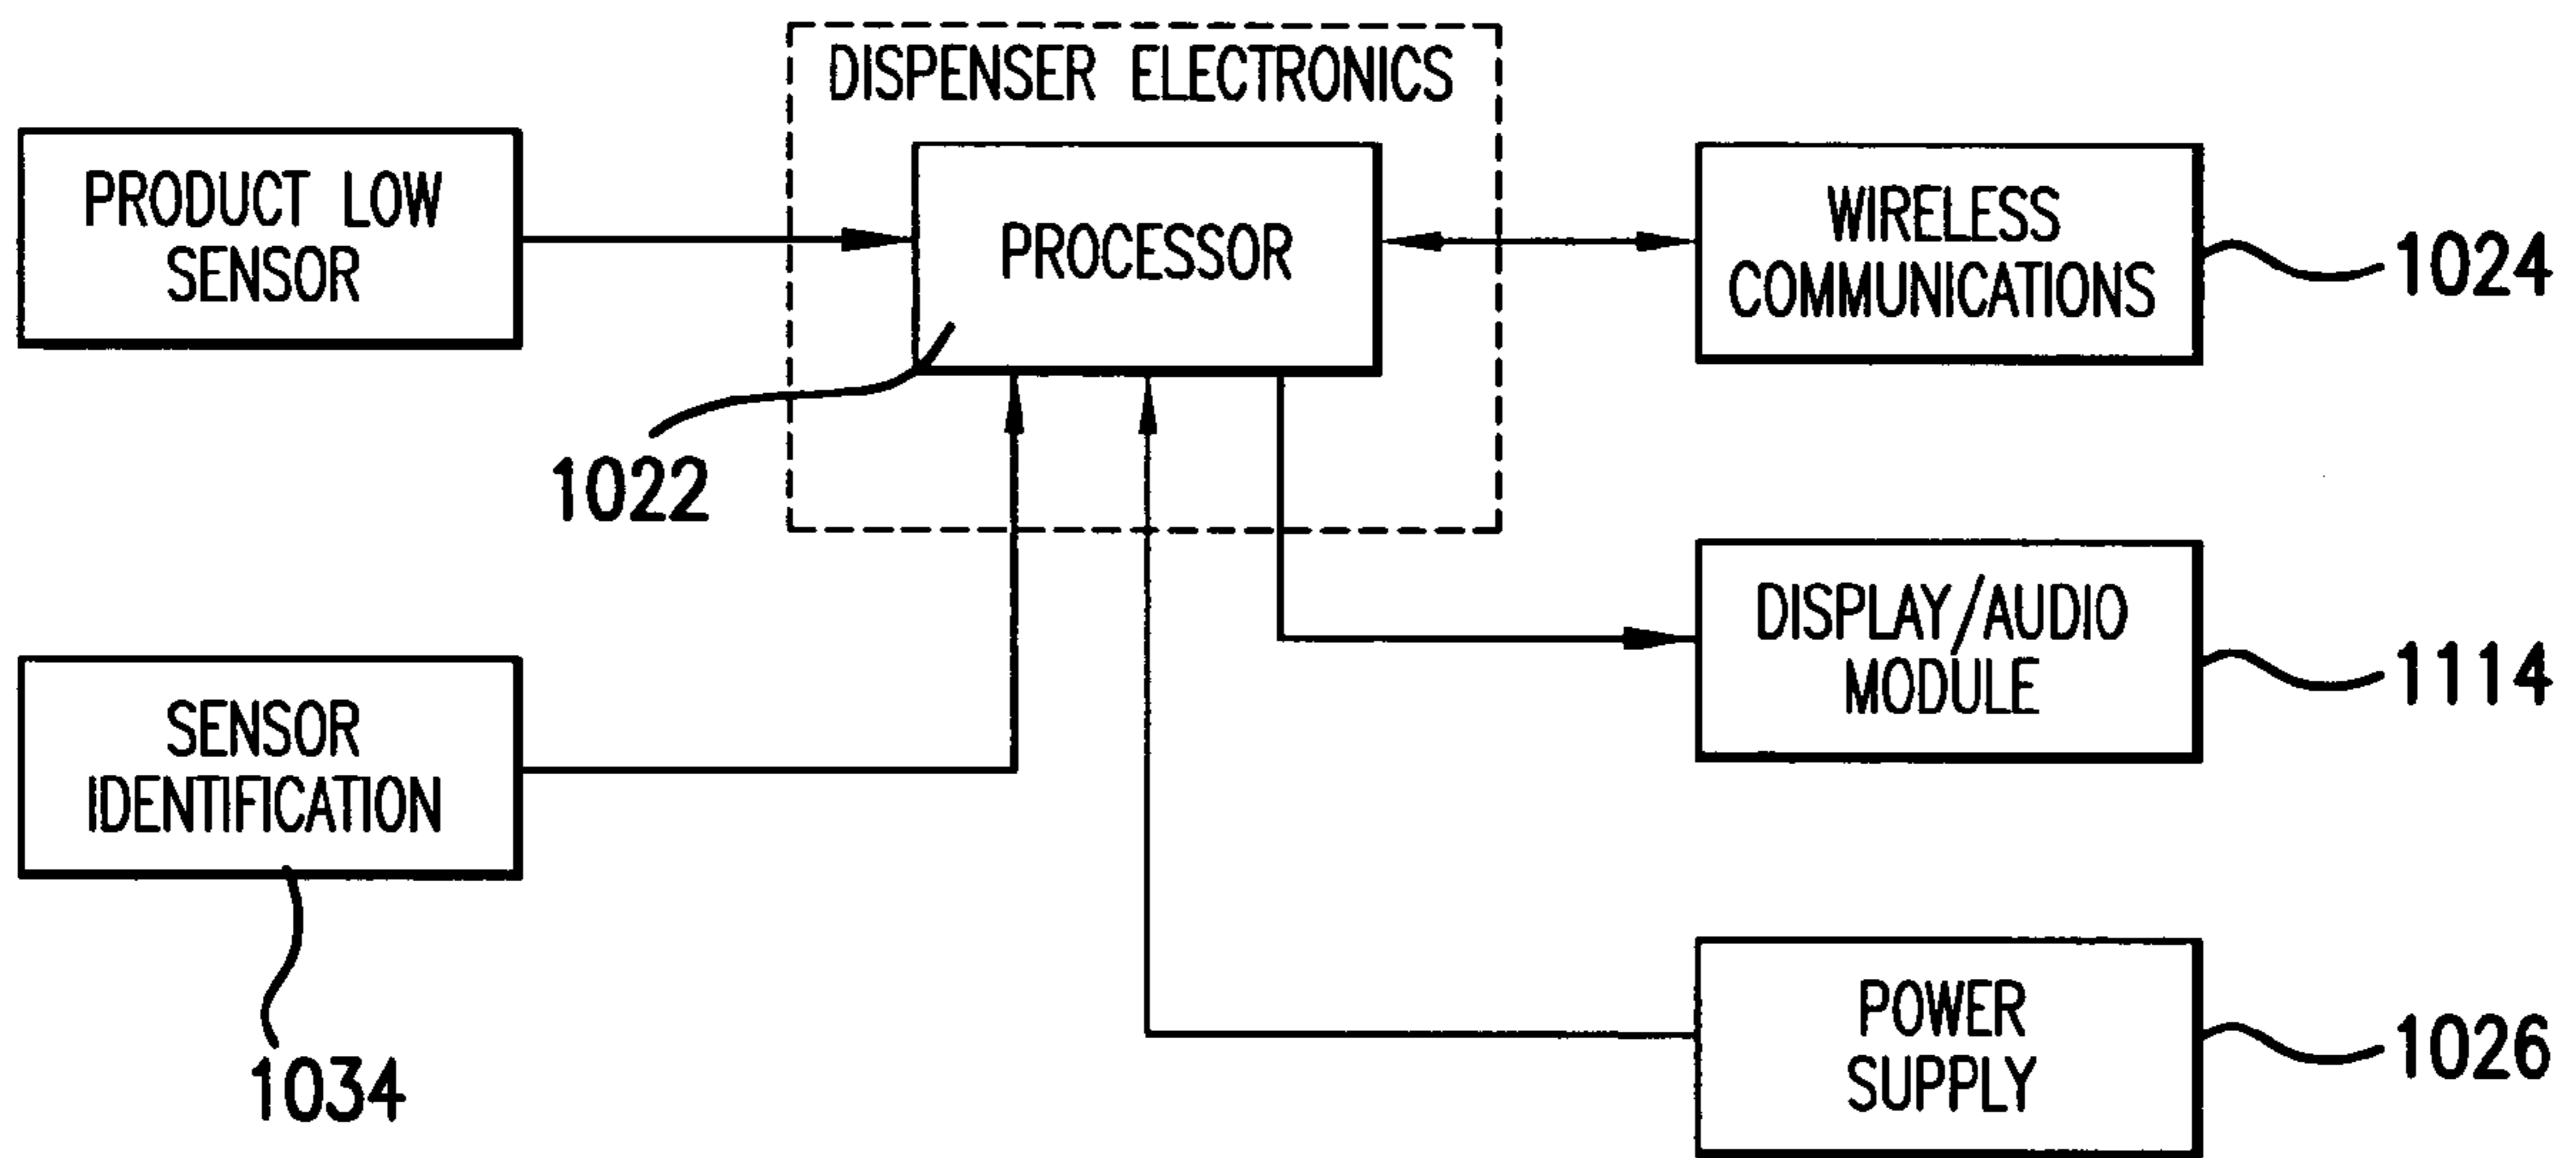 DISPENSER ELECTRONICS
PRODUCT LOW
SENSOR
PROCESSOR
WIRELESS
COMMUNICATIONS
1024
1022
DISPLAY/AUDIO
MODULE
1114
SENSOR
IDENTIFICATION
1034
POWER
SUPPLY
1026